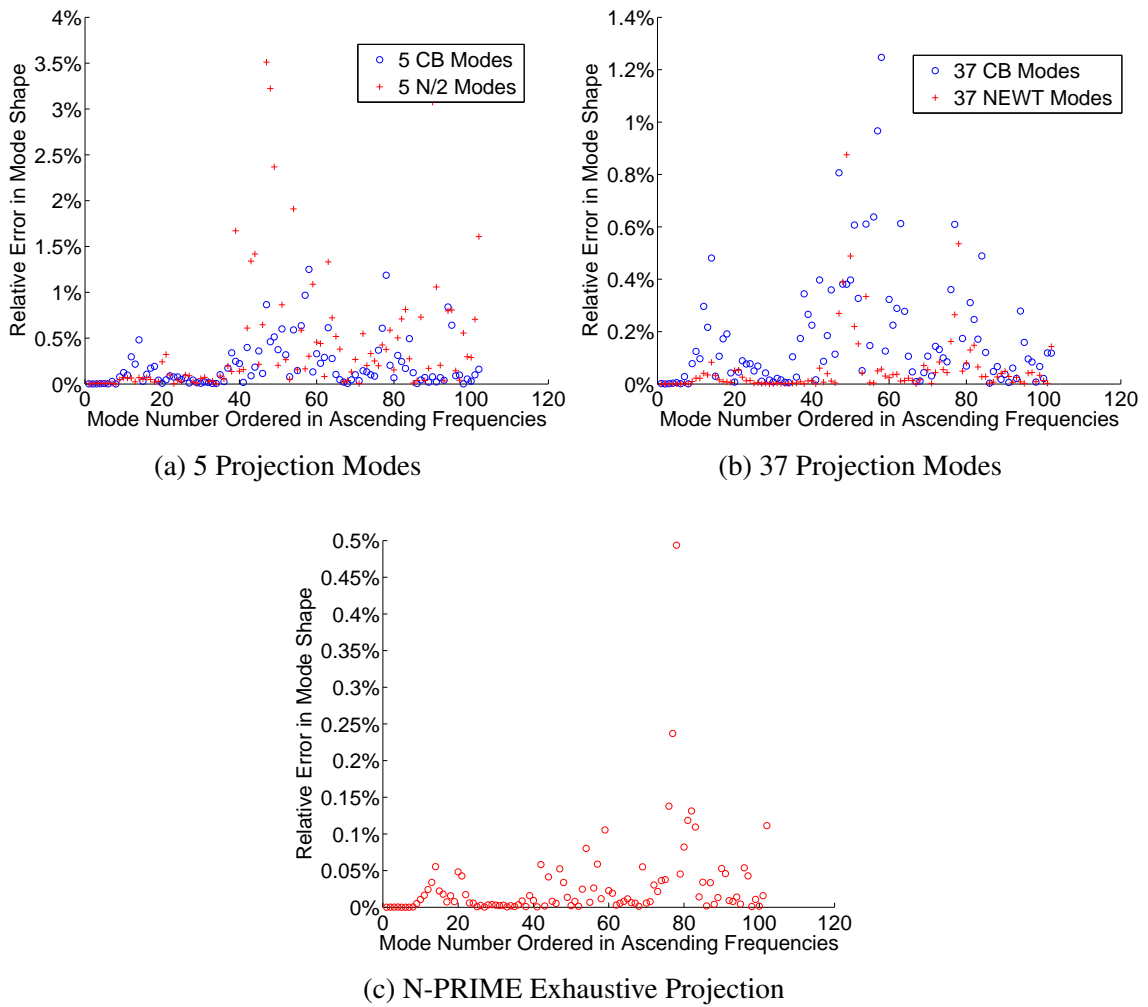 4%
3.5%
3%
2.5%
2%
1.5%
1%
0.5%
0%
0 20 40 60 80 100 120
Relative Error in Mode Shape
Mode Number Ordered in Ascending Frequencies
5 CB Modes
5 N/2 Modes
(a) 5 Projection Modes
1.4%
1.2%
1%
0.8%
0.6%
0.4%
0.2%
0%
0 20 40 60 80 100 120
Relative Error in Mode Shape
Mode Number Ordered in Ascending Frequencies
37 CB Modes
37 NEWT Modes
(b) 37 Projection Modes
0.5%
0.45%
0.4%
0.35%
0.3%
0.25%
0.2%
0.15%
0.1%
0.05%
0%
0 20 40 60 80 100 120
Relative Error in Mode Shape
Mode Number Ordered in Ascending Frequencies
(c) N-PRIME Exhaustive Projection